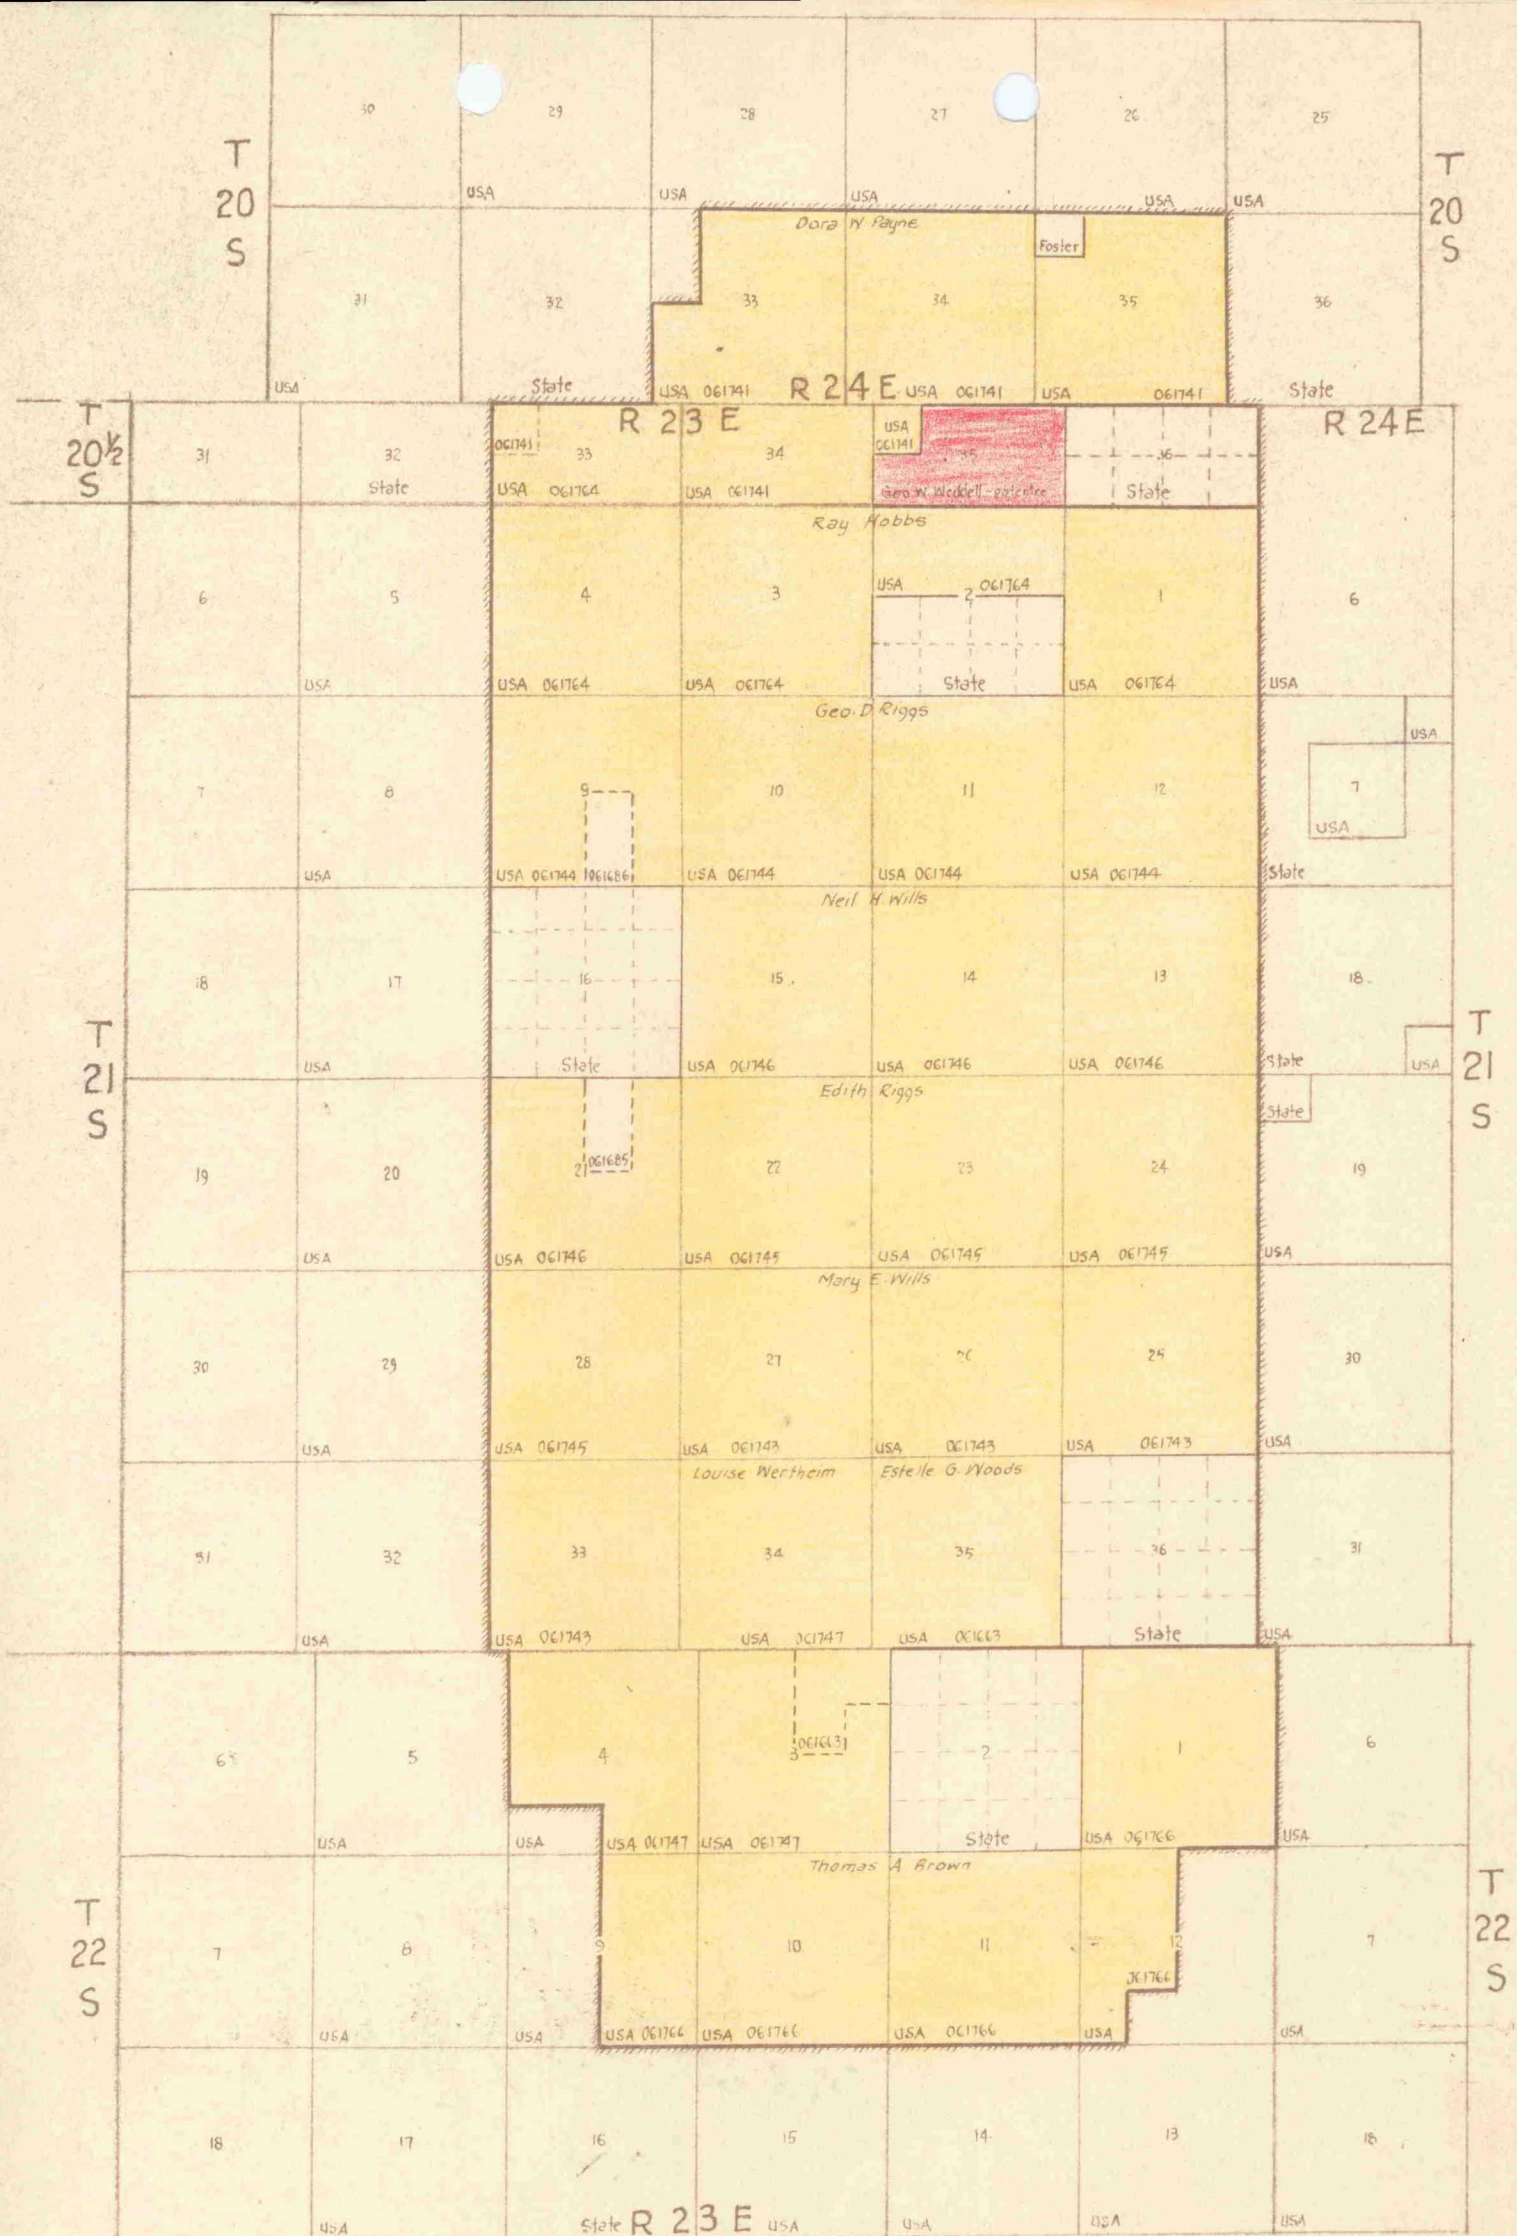 30 29 28 27 26 25
T 20 S
T 20 S
USA USA USA USA USA
Dora W Payne
Foster
31 32 33 34 35 36
USA State USA 061741 R 24 E USA 061741 USA 061741 State
T 20½ S
R 23 E
R 24 E
061741
USA 061741
31 32 33 34 35 36
State USA 061764 USA 061741 Geo W Weddell - patentee State
Ray Hobbs
USA 061764
6 5 4 3 2 1 6
USA USA 061764 USA 061764 State USA 061764 USA
Geo. D Riggs
USA
7 8 9 10 11 12 7
USA
USA USA 061744 061686 USA 061744 USA 061744 USA 061744 State
Neil H. Wills
18 17 16 15 14 13 18
T 21 S
T 21 S
USA State USA 061746 USA 061746 USA 061746 State USA
Edith Riggs
State
061685
19 20 21 22 23 24 19
USA USA 061746 USA 061745 USA 061745 USA 061745 USA
Mary E. Wills
30 29 28 27 26 25 30
USA USA 061745 USA 061743 USA 061743 USA 061743 USA
Louise Wertheim Estelle G. Woods
31 32 33 34 35 36 31
USA USA 061743 USA 061747 USA 061663 State USA
061663
6 5 4 3 2 1 6
USA USA USA 061747 USA 061747 State USA 061766 USA
Thomas A Brown
T 22 S
T 22 S
7 8 9 10 11 12 7
061766
USA USA USA 061766 USA 061766 USA 061766 USA USA
18 17 16 15 14 13 18
USA State R 23 E USA USA USA USA